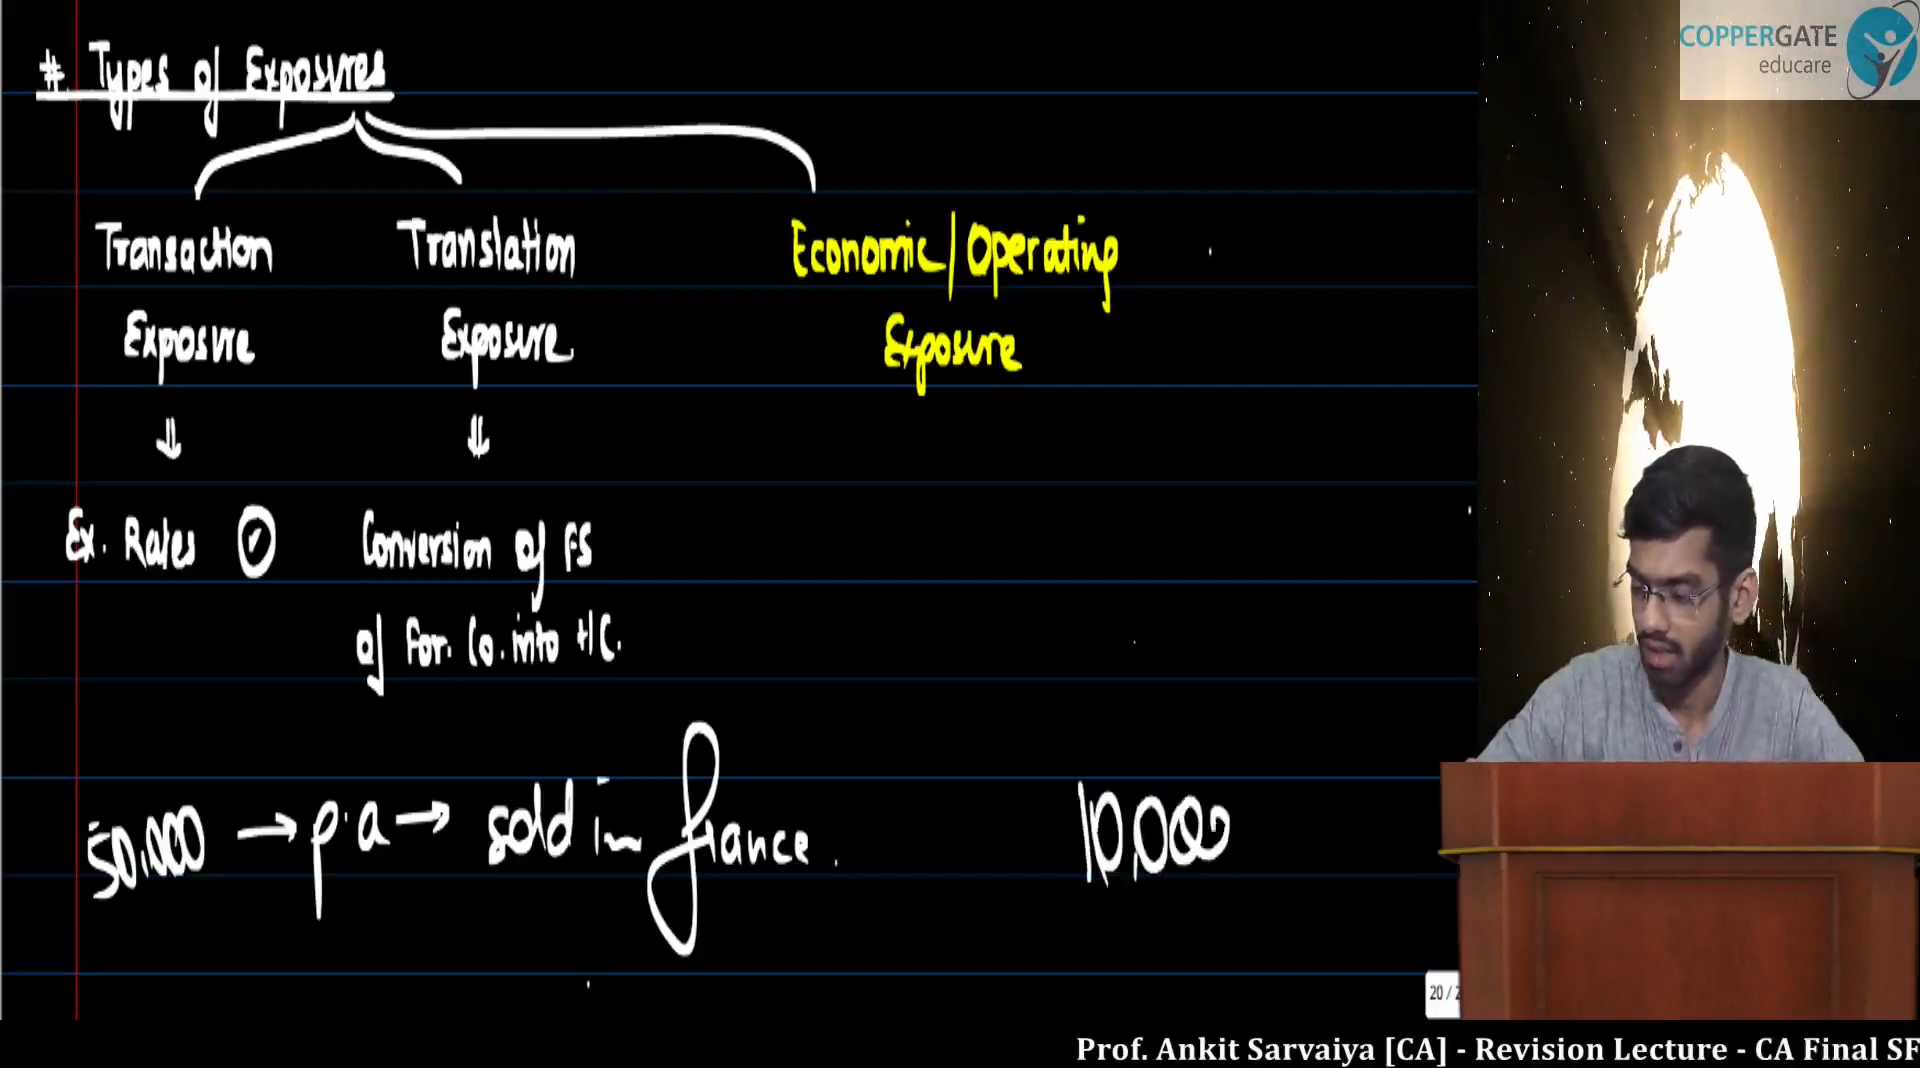 # Types of Exposures
Transaction Exposure
Translation Exposure
Economic/Operating Exposure
Ex. Rates
Conversion of FS
of For. Co. into HC.
50,000 → p.a → sold in france.
10,000
COPPERGATE
educare
20 / 2
Prof. Ankit Sarvaiya [CA] - Revision Lecture - CA Final SF